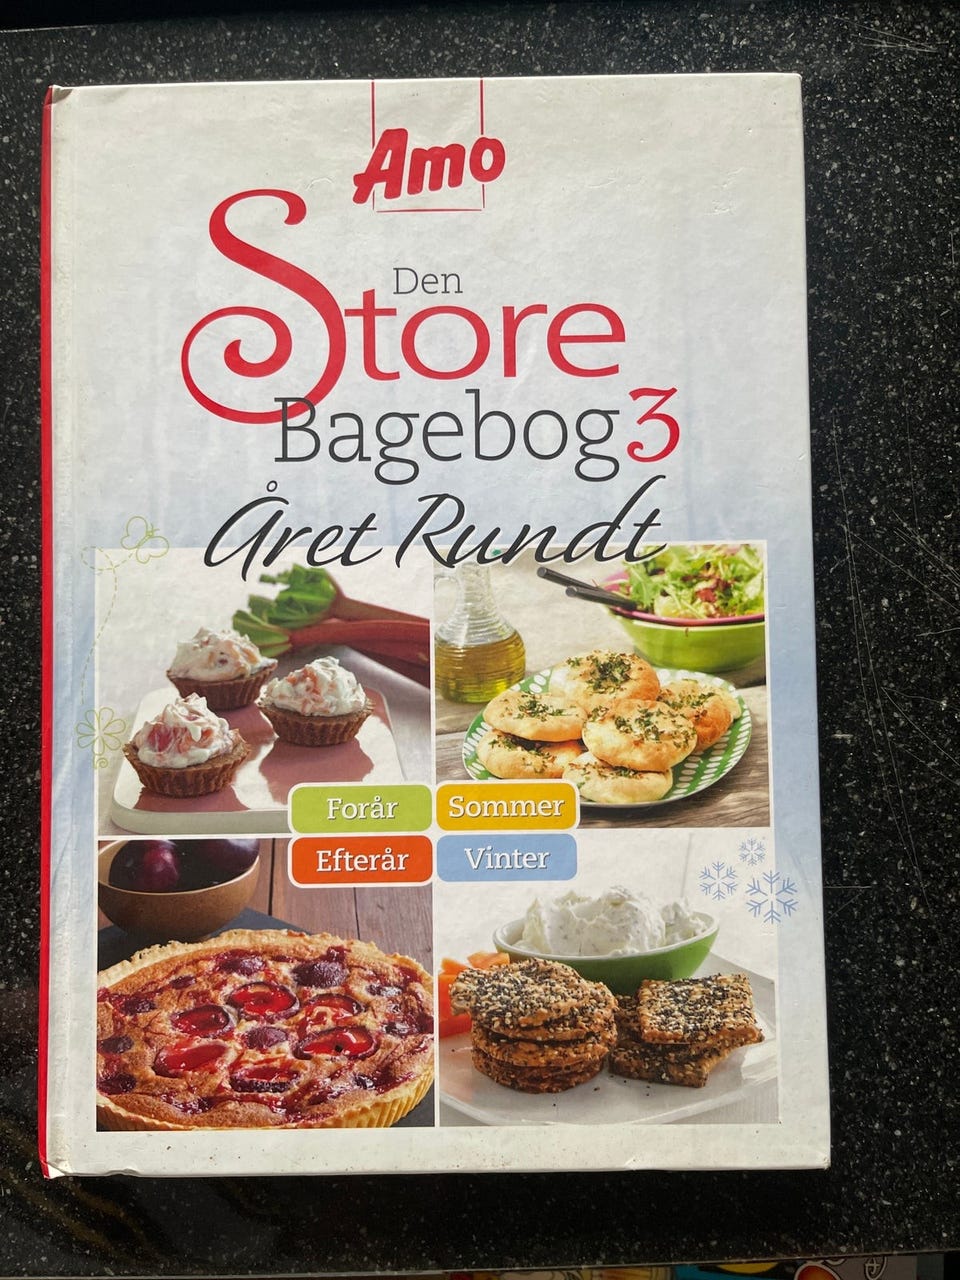 Amo
Den
Store
Bagebog 3
Året Rundt
Forår
Sommer
Efterår
Vinter